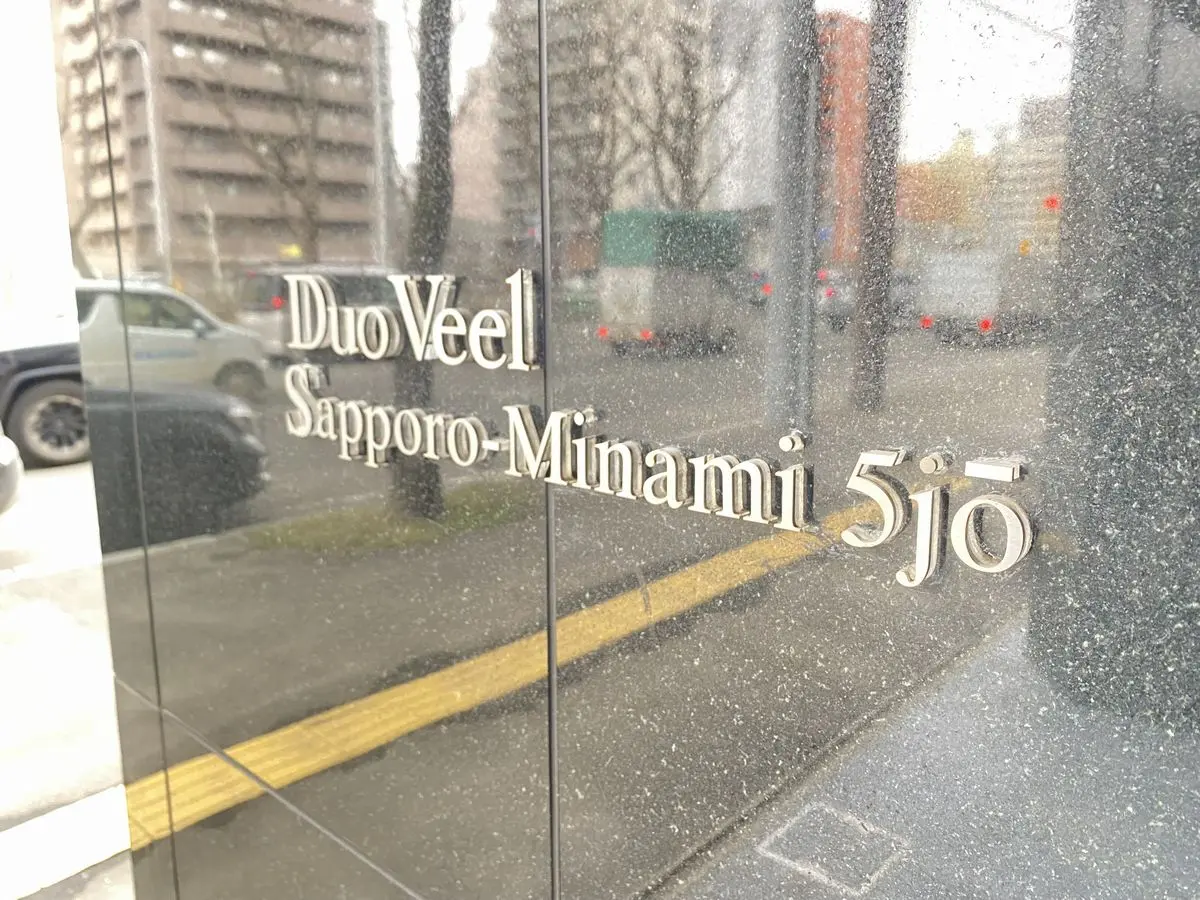 Duo Veel
Sapporo-Minami 5jō